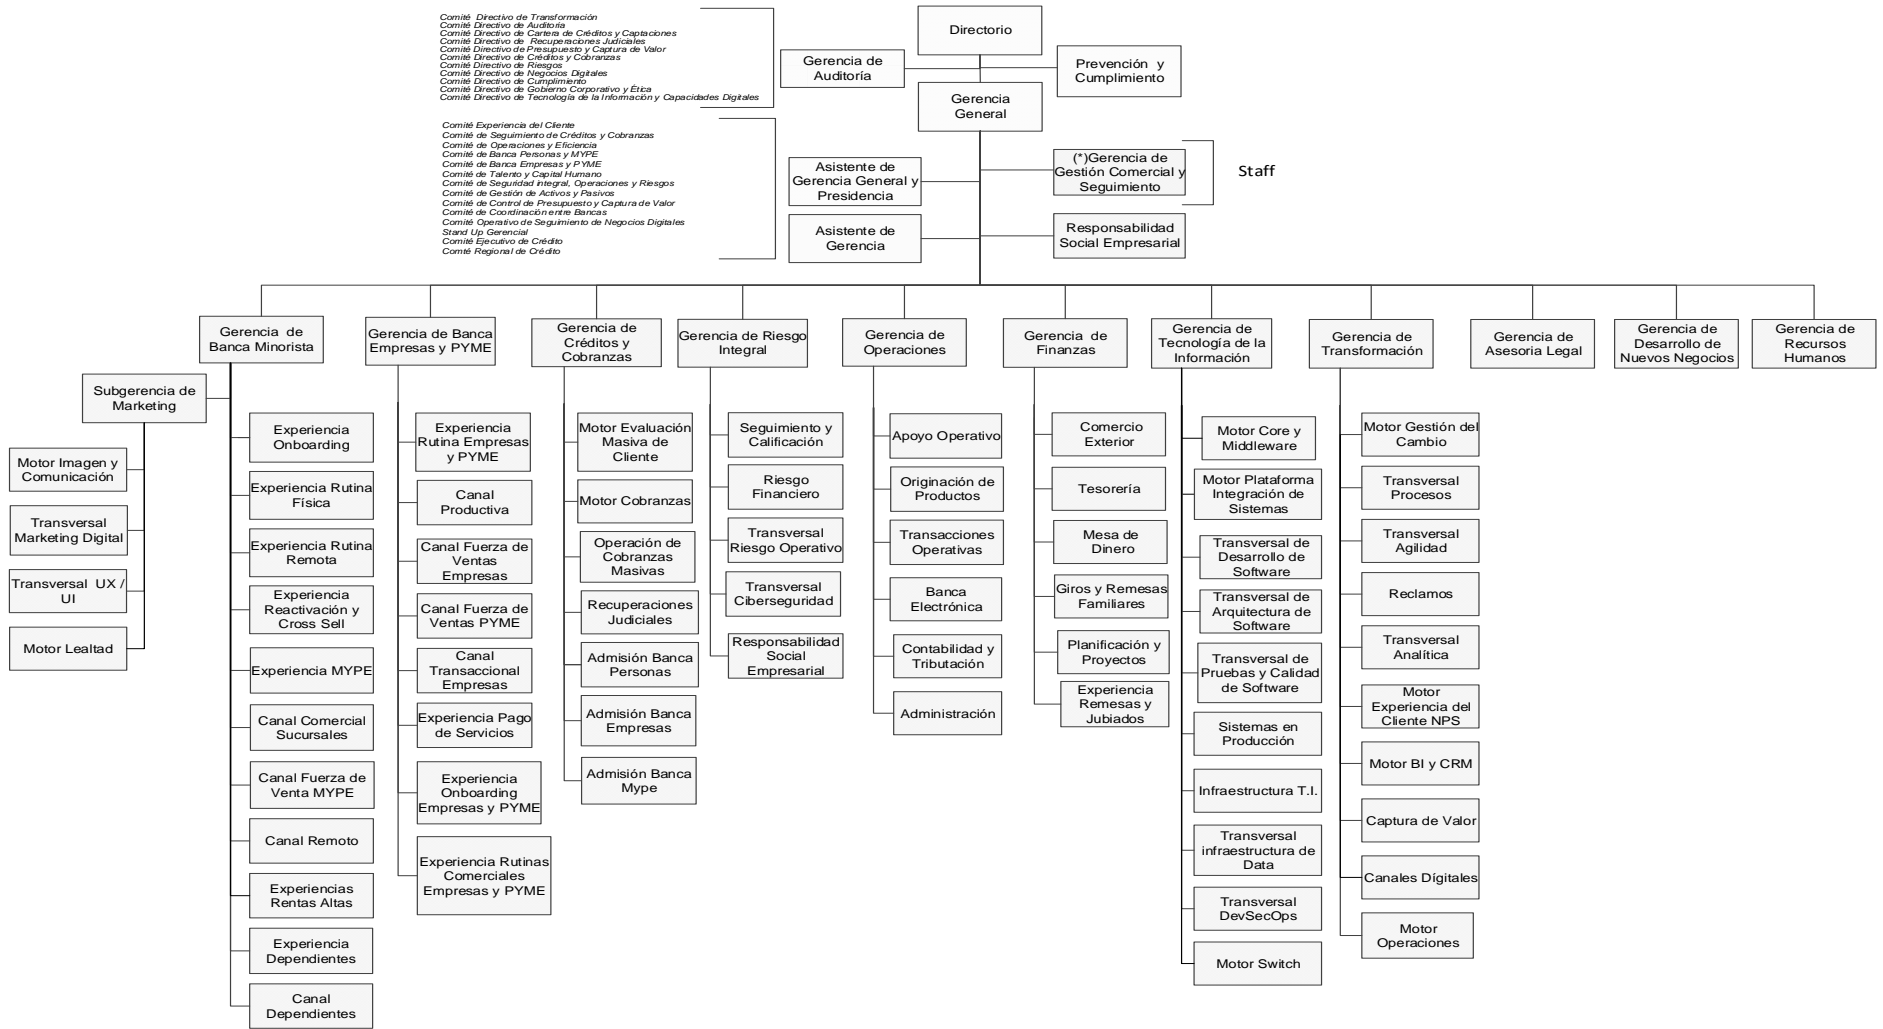 Comité Directivo de Transformación
Comité Directivo de Auditoria
Comité Directivo de Cartera de Créditos y Captaciones
Comité Directivo de Recuperaciones Judiciales
Comité Directivo de Presupuesto y Captura de Valor
Comité Directivo de Créditos y Cobranzas
Comité Directivo de Riesgos
Comité Directivo de Negocios Digitales
Comité Directivo de Cumplimiento
Comité Directivo de Gobierno Corporativo y Ética
Comité Directivo de Tecnología de la Información y Capacidades Digitales
Directorio
Gerencia de
Auditoría
Prevención y
Cumplimiento
Gerencia
General
Comité Experiencia del Cliente
Comité de Seguimiento de Créditos y Cobranzas
Comité de Operaciones y Eficiencia
Comité de Banca Personas y MYPE
Comité de Banca Empresas y PYME
Comité de Talento y Capital Humano
Comité de Seguridad integral, Operaciones y Riesgos
Comité de Gestión de Activos y Pasivos
Comité de Control de Presupuesto y Captura de Valor
Comité de Coordinación entre Bancas
Comité Operativo de Seguimiento de Negocios Digitales
Stand Up Gerencial
Comité Ejecutivo de Crédito
Comté Regional de Crédito
Asistente de
Gerencia General y
Presidencia
(*)Gerencia de
Gestión Comercial y
Seguimiento
Staff
Asistente de
Gerencia
Responsabilidad
Social Empresarial
Gerencia de
Banca Minorista
Gerencia de Banca
Empresas y PYME
Gerencia de
Créditos y
Cobranzas
Gerencia de Riesgo
Integral
Gerencia de
Operaciones
Gerencia de
Finanzas
Gerencia de
Tecnología de la
Información
Gerencia de
Transformación
Gerencia de
Asesoria Legal
Gerencia de
Desarrollo de
Nuevos Negocios
Gerencia de
Recursos
Humanos
Subgerencia de
Marketing
Motor Imagen y
Comunicación
Transversal
Marketing Digital
Transversal UX /
UI
Motor Lealtad
Experiencia
Onboarding
Experiencia Rutina
Física
Experiencia Rutina
Remota
Experiencia
Reactivación y
Cross Sell
Experiencia MYPE
Canal Comercial
Sucursales
Canal Fuerza de
Venta MYPE
Canal Remoto
Experiencias
Rentas Altas
Experiencia
Dependientes
Canal
Dependientes
Experiencia
Rutina Empresas
y PYME
Canal
Productiva
Canal Fuerza de
Ventas
Empresas
Canal Fuerza de
Ventas PYME
Canal
Transaccional
Empresas
Experiencia Pago
de Servicios
Experiencia
Onboarding
Empresas y PYME
Experiencia Rutinas
Comerciales
Empresas y PYME
Motor Evaluación
Masiva de
Cliente
Motor Cobranzas
Operación de
Cobranzas
Masivas
Recuperaciones
Judiciales
Admisión Banca
Personas
Admisión Banca
Empresas
Admisión Banca
Mype
Seguimiento y
Calificación
Riesgo
Financiero
Transversal
Riesgo Operativo
Transversal
Ciberseguridad
Responsabilidad
Social
Empresarial
Apoyo Operativo
Originación de
Productos
Transacciones
Operativas
Banca
Electrónica
Contabilidad y
Tributación
Administración
Comercio
Exterior
Tesorería
Mesa de
Dinero
Giros y Remesas
Familiares
Planificación y
Proyectos
Experiencia
Remesas y
Jubiados
Motor Core y
Middleware
Motor Plataforma
Integración de
Sistemas
Transversal de
Desarrollo de
Software
Transversal de
Arquitectura de
Software
Transversal de
Pruebas y Calidad
de Software
Sistemas en
Producción
Infraestructura T.I.
Transversal
infraestructura de
Data
Transversal
DevSecOps
Motor Switch
Motor Gestión del
Cambio
Transversal
Procesos
Transversal
Agilidad
Reclamos
Transversal
Analítica
Motor
Experiencia del
Cliente NPS
Motor BI y CRM
Captura de Valor
Canales Dígitales
Motor
Operaciones